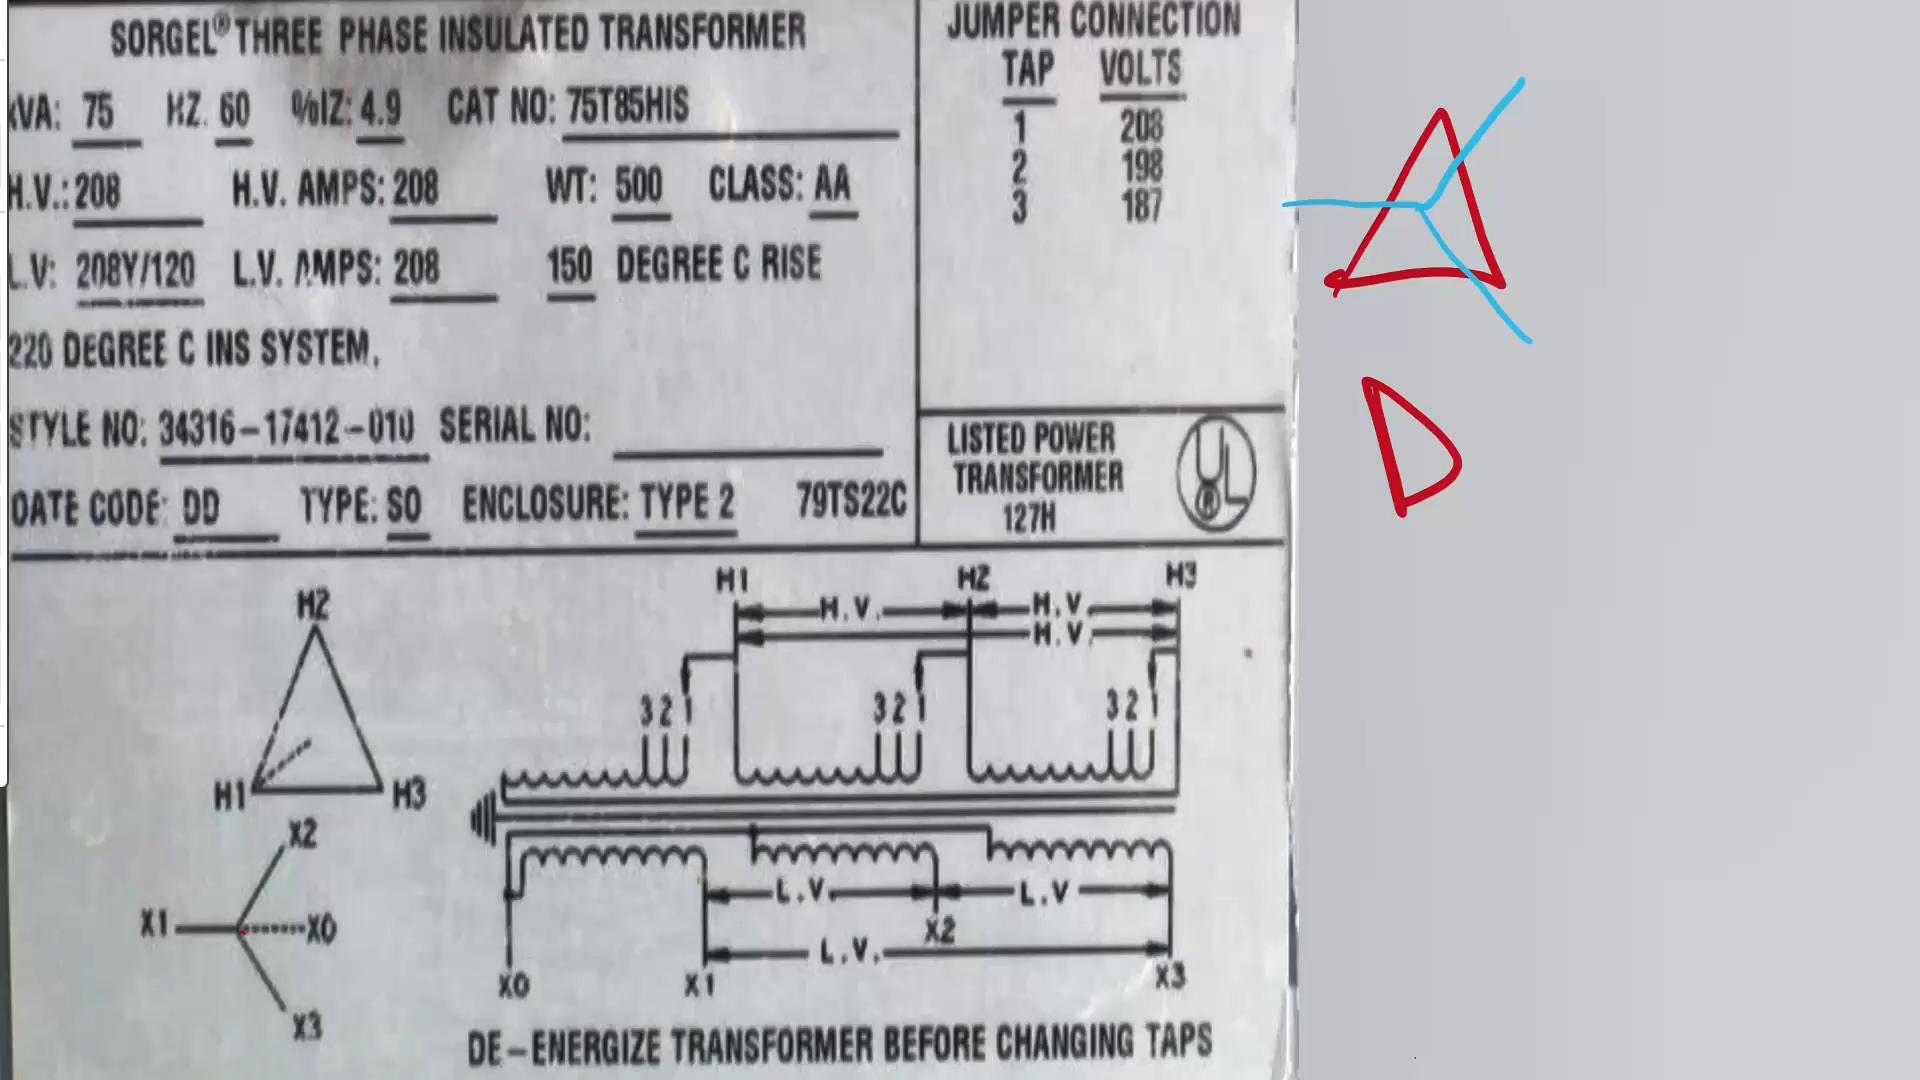 SORGEL® THREE PHASE INSULATED TRANSFORMER
KVA: 75 HZ. 60 %IZ: 4.9 CAT NO: 75T85HIS
H.V.: 208 H.V. AMPS: 208 WT: 500 CLASS: AA
L.V: 208Y/120 L.V. AMPS: 208 150 DEGREE C RISE
220 DEGREE C INS SYSTEM.
STYLE NO: 34316-17412-010 SERIAL NO:
DATE CODE: DD TYPE: SO ENCLOSURE: TYPE 2 79TS22C
JUMPER CONNECTION
TAP VOLTS
1 208
2 198
3 187
LISTED POWER
TRANSFORMER
127H
UL®
D
H2
H1 H3
X2
X1 X0
X3
H1 H2 H3
H.V. H.V
H.V.
3 2 1 3 2 1 3 2 1
L.V. L.V
X2
L.V.
X0 X1 X3
DE-ENERGIZE TRANSFORMER BEFORE CHANGING TAPS